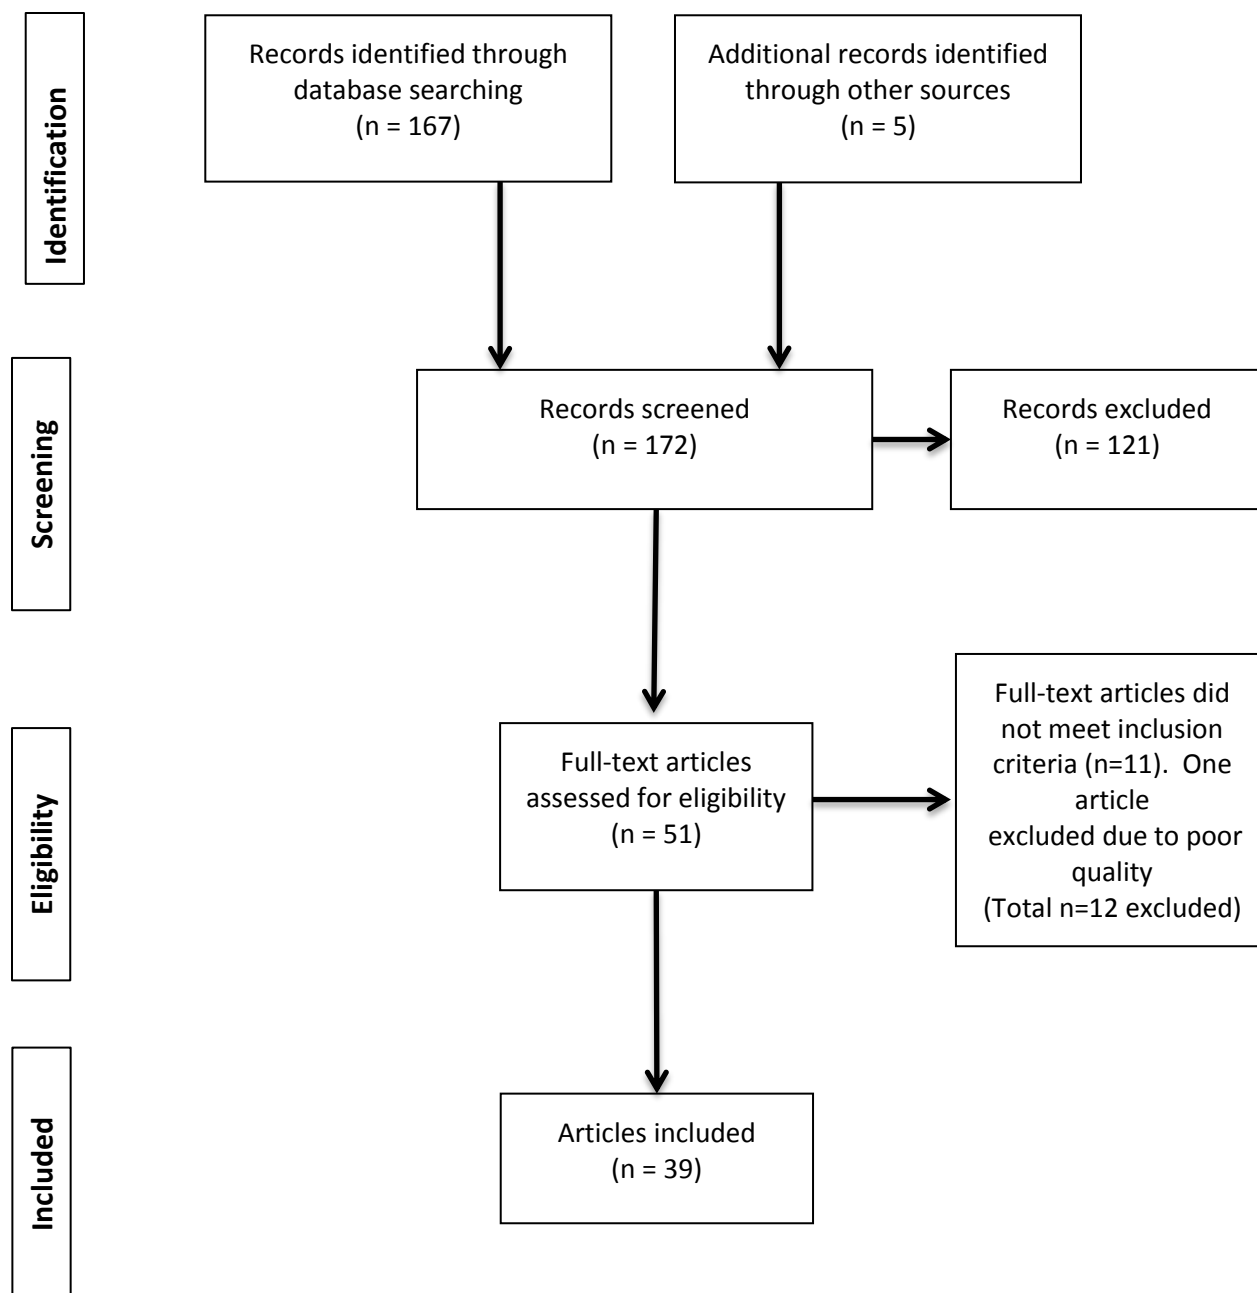 Identification
Records identified through
database searching
(n = 167)
Additional records identified
through other sources
(n = 5)
Screening
Records screened
(n = 172)
Records excluded
(n = 121)
Eligibility
Full-text articles
assessed for eligibility
(n = 51)
Full-text articles did
not meet inclusion
criteria (n=11).  One
article
excluded due to poor
quality
(Total n=12 excluded)
Included
Articles included
(n = 39)